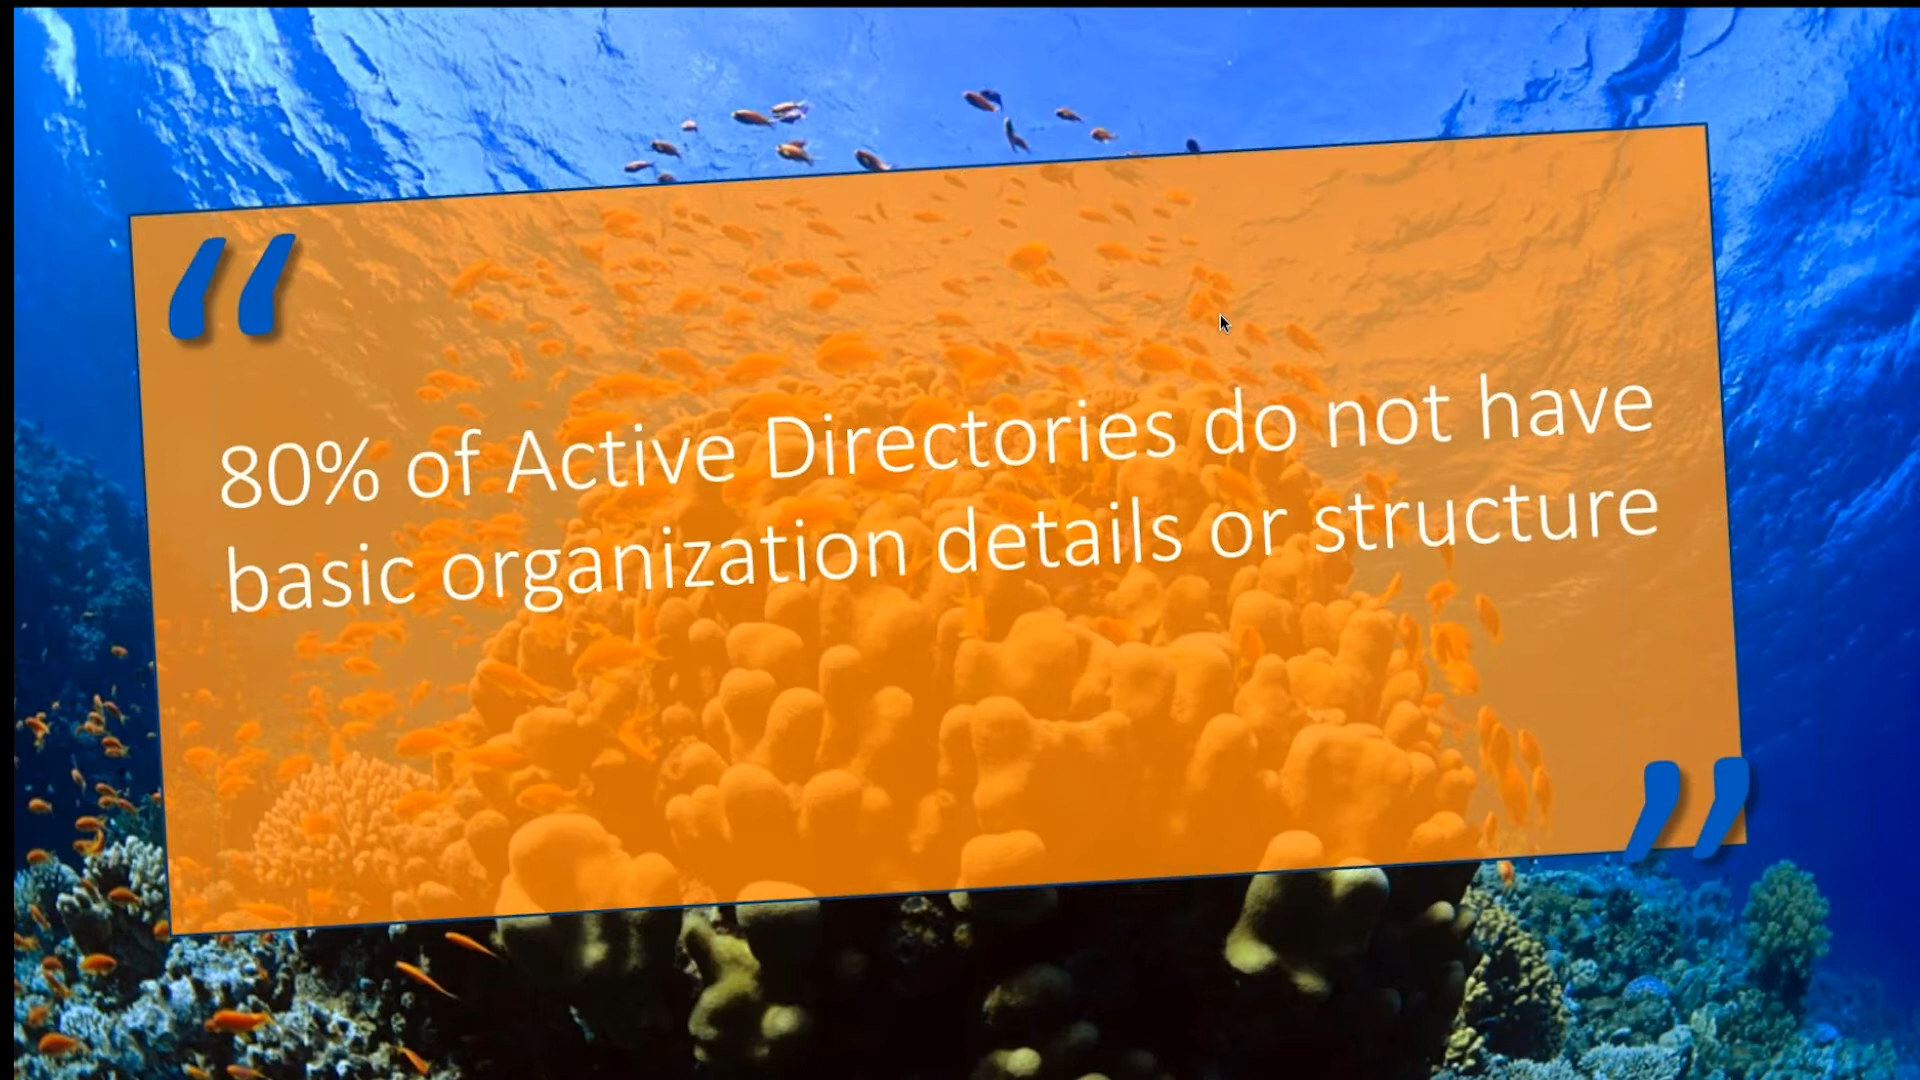 “
80% of Active Directories do not have
basic organization details or structure
”